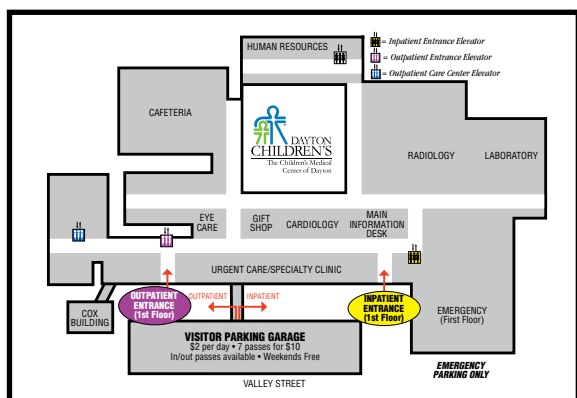 HUMAN RESOURCES
= Inpatient Entrance Elevator
= Outpatient Entrance Elevator
= Outpatient Care Center Elevator
CAFETERIA
DAYTON
CHILDREN'S
The Children's Medical
Center of Dayton
RADIOLOGY
LABORATORY
EYE
CARE
GIFT
SHOP
CARDIOLOGY
MAIN
INFORMATION
DESK
URGENT CARE/SPECIALTY CLINIC
OUTPATIENT
ENTRANCE
(1st Floor)
OUTPATIENT
INPATIENT
INPATIENT
ENTRANCE
(1st Floor)
COX
BUILDING
EMERGENCY
(First Floor)
VISITOR PARKING GARAGE
$2 per day • 7 passes for $10
In/out passes available • Weekends Free
EMERGENCY
PARKING ONLY
VALLEY STREET